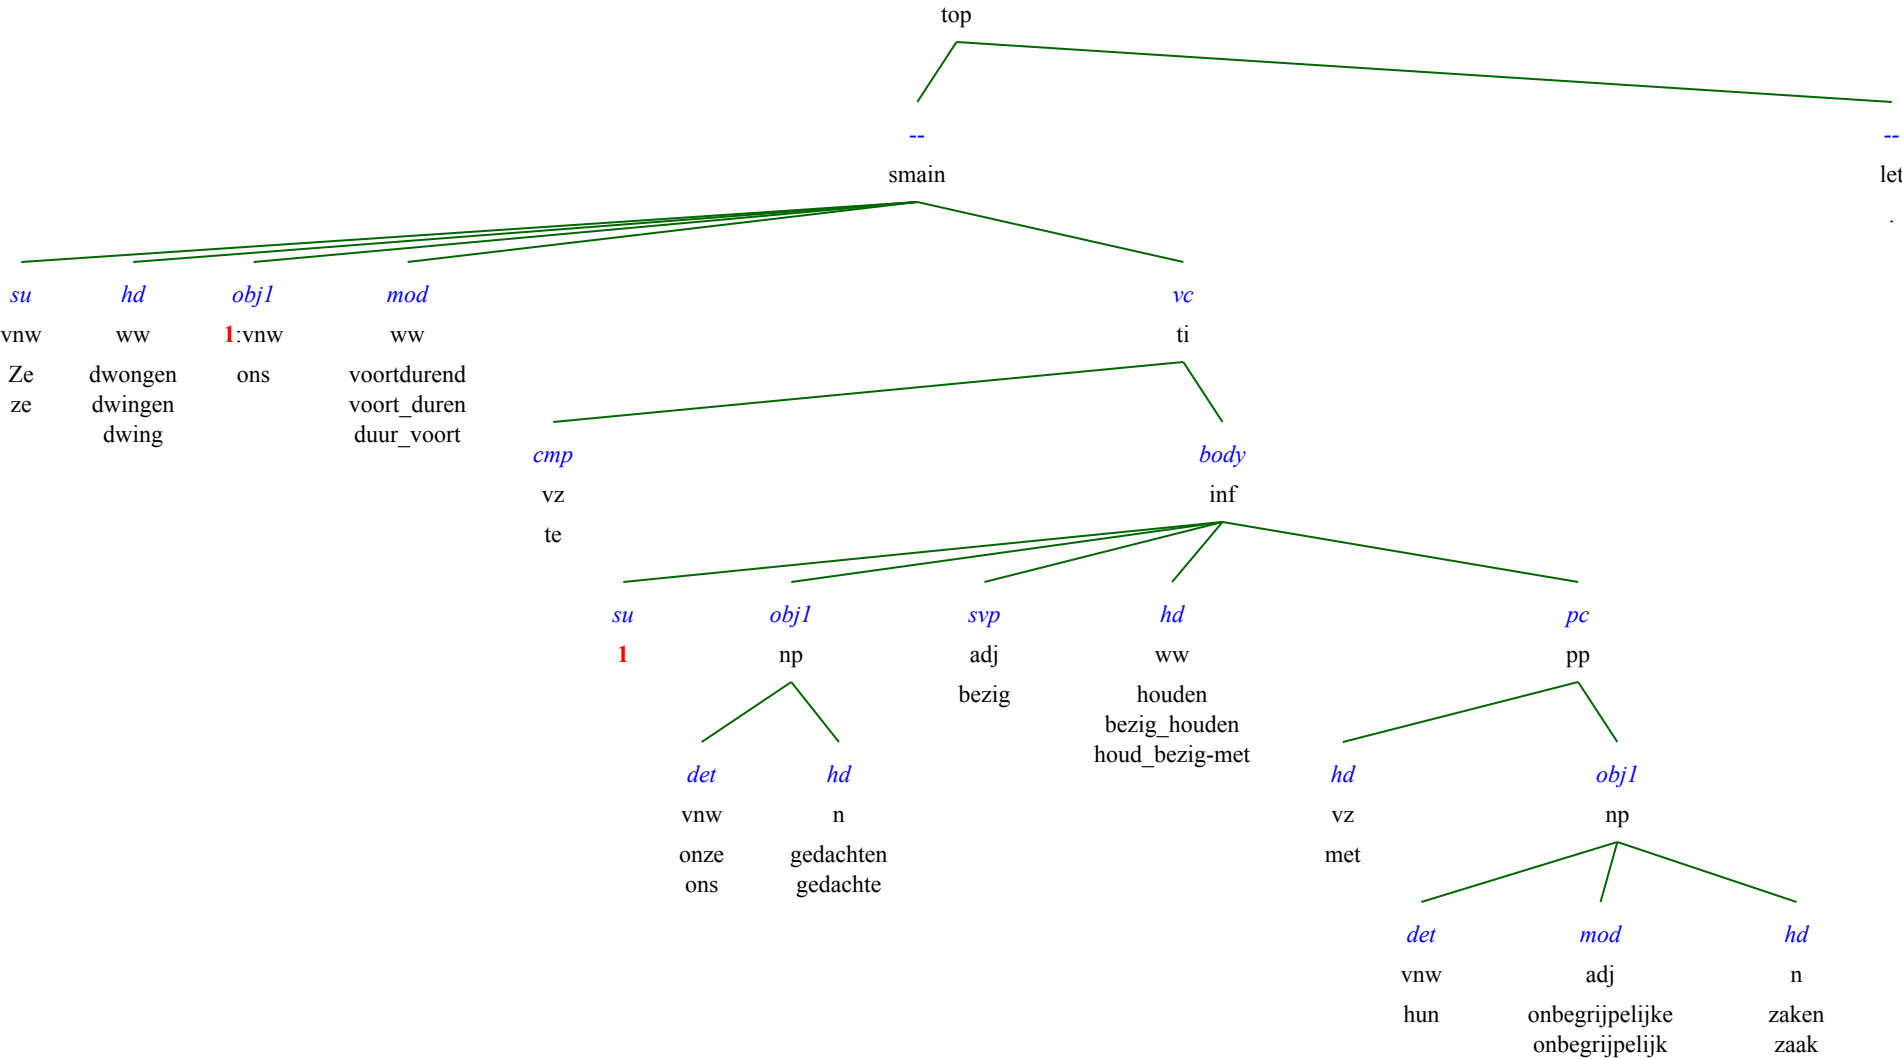 top
-- --
smain let
.
su hd obj1 mod vc
vnw ww 1:vnw ww ti
Ze dwongen ons voortdurend
ze dwingen voort_duren
dwing duur_voort
cmp body
vz inf
te
su obj1 svp hd pc
1 np adj ww pp
bezig houden
bezig_houden
houd_bezig-met
det hd hd obj1
vnw n vz np
onze gedachten met
ons gedachte
det mod hd
vnw adj n
hun onbegrijpelijke zaken
onbegrijpelijk zaak